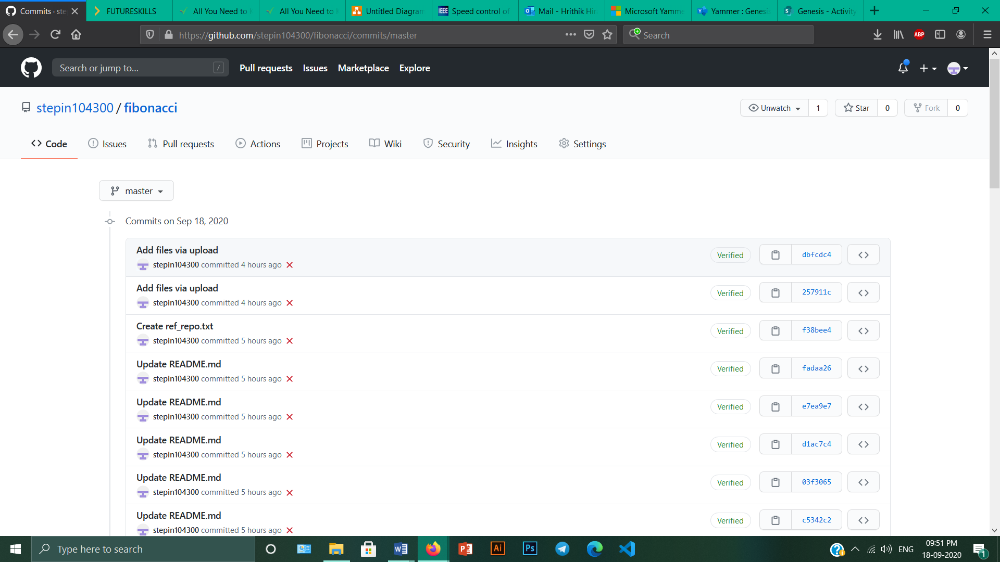 Commits · ste
FUTURESKILLS
All You Need to K
All You Need to K
Untitled Diagram
IEEE
Speed control of
Mail - Hrithik Hir
Microsoft Yamme
Yammer : Genesis
Genesis - Activity
https://github.com/stepin104300/fibonacci/commits/master
Search
ABP
Search or jump to...
/
Pull requests
Issues
Marketplace
Explore
stepin104300 / fibonacci
Unwatch 1
Star 0
Fork 0
Code
Issues
Pull requests
Actions
Projects
Wiki
Security
Insights
Settings
master
Commits on Sep 18, 2020
Add files via upload
stepin104300 committed 4 hours ago
Verified
dbfcdc4
Add files via upload
stepin104300 committed 4 hours ago
Verified
257911c
Create ref_repo.txt
stepin104300 committed 5 hours ago
Verified
f38bee4
Update README.md
stepin104300 committed 5 hours ago
Verified
fadaa26
Update README.md
stepin104300 committed 5 hours ago
Verified
e7ea9e7
Update README.md
stepin104300 committed 5 hours ago
Verified
d1ac7c4
Update README.md
stepin104300 committed 5 hours ago
Verified
03f3065
Update README.md
stepin104300 committed 5 hours ago
Verified
c5342c2
Type here to search
W
P
Ai
Ps
ENG
09:51 PM
18-09-2020
1